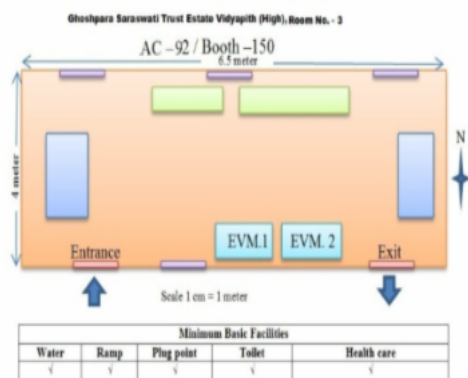 Ghoshpara Saraswati Trust Estate Vidyapith (High), Room No. - 3
AC – 92 / Booth –150
6.5 meter
4 meter
N
EVM.1 EVM. 2
Entrance Exit
Scale 1 cm = 1 meter
Minimum Basic Facilities
Water Ramp Plug point Toilet Health care
√ √ √ √ √